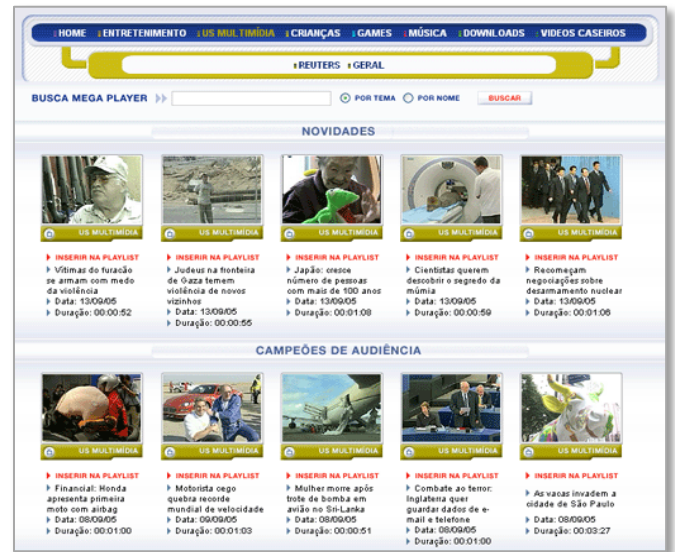 HOME ENTRETENIMENTO US MULTIMÍDIA CRIANÇAS GAMES MÚSICA DOWNLOADS VIDEOS CASEIROS
REUTERS GERAL
BUSCA MEGA PLAYER POR TEMA POR NOME BUSCAR
NOVIDADES
US MULTIMÍDIA
INSERIR NA PLAYLIST
Vítimas do furacão
se armam com medo
da violência
Data: 13/09/05
Duração: 00:00:52
US MULTIMÍDIA
INSERIR NA PLAYLIST
Judeus na fronteira
de Gaza temem
violência de novos
vizinhos
Data: 13/09/05
Duração: 00:00:55
US MULTIMÍDIA
INSERIR NA PLAYLIST
Japão: cresce
número de pessoas
com mais de 100 anos
Data: 13/09/05
Duração: 00:01:08
US MULTIMÍDIA
INSERIR NA PLAYLIST
Cientistas querem
descobrir o segredo da
múmia
Data: 13/09/05
Duração: 00:00:59
US MULTIMÍDIA
INSERIR NA PLAYLIST
Recomeçam
negociações sobre
desarmamento nuclear
Data: 13/09/05
Duração: 00:01:06
CAMPEÕES DE AUDIÊNCIA
US MULTIMÍDIA
INSERIR NA PLAYLIST
Financial: Honda
apresenta primeira
moto com airbag
Data: 08/09/05
Duração: 00:01:00
US MULTIMÍDIA
INSERIR NA PLAYLIST
Motorista cego
quebra recorde
mundial de velocidade
Data: 09/09/05
Duração: 00:01:03
US MULTIMÍDIA
INSERIR NA PLAYLIST
Mulher morre após
trote de bomba em
avião no Sri-Lanka
Data: 08/09/05
Duração: 00:00:51
US MULTIMÍDIA
INSERIR NA PLAYLIST
Combate ao terror:
Inglaterra quer
guardar dados de e-
mail e telefone
Data: 08/09/05
Duração: 00:01:00
US MULTIMÍDIA
INSERIR NA PLAYLIST
As vacas invadem a
cidade de São Paulo
Data: 08/09/05
Duração: 00:03:27